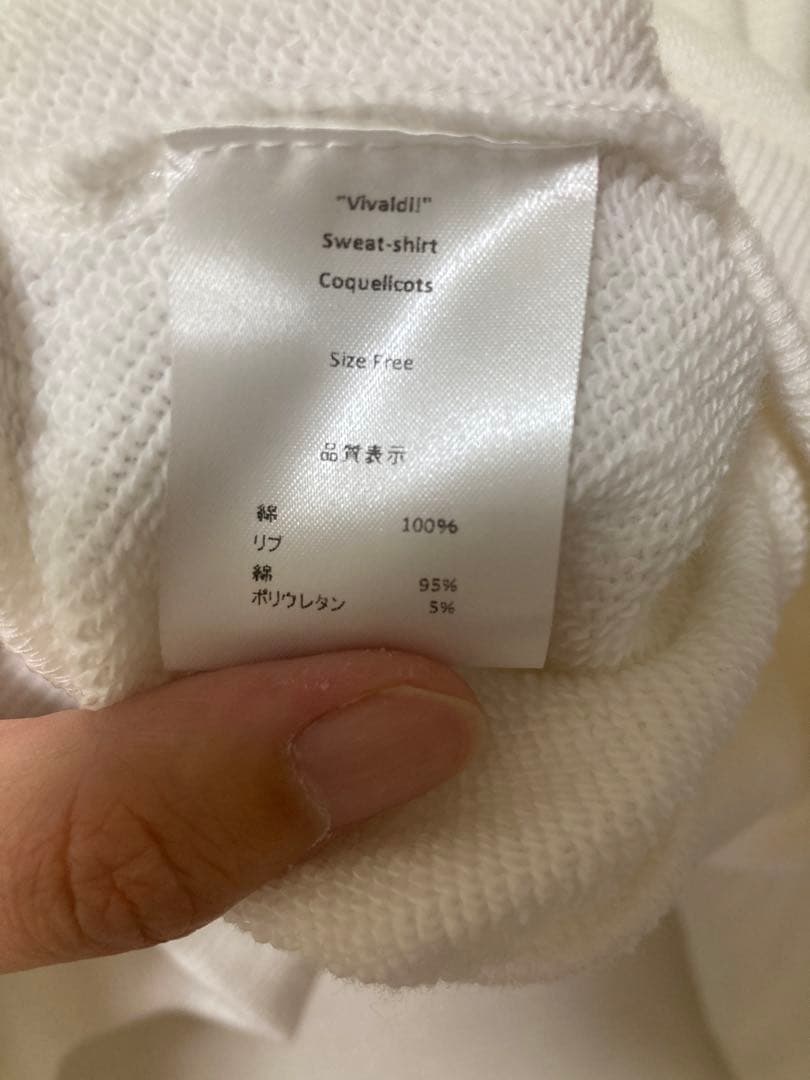 "Vivaldi!"
Sweat-shirt
Coquelicots
Size Free
品質表示
綿 100%
リブ
綿 95%
ポリウレタン 5%